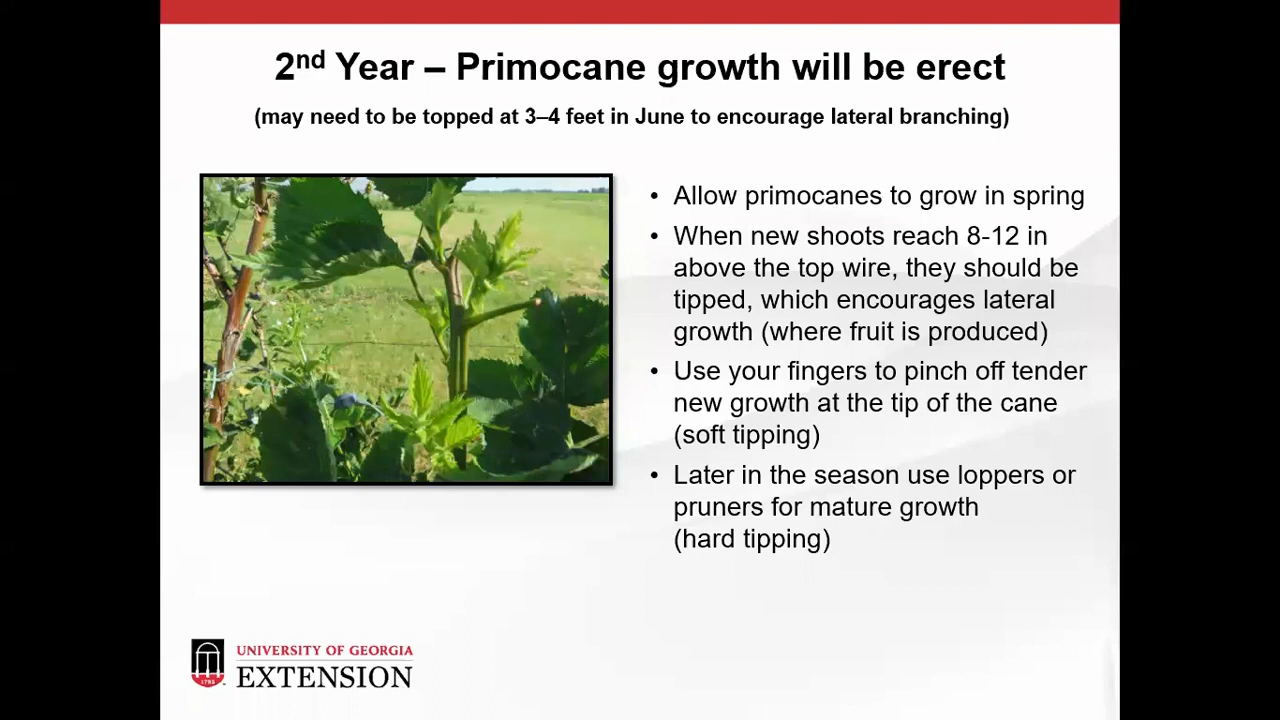 2nd Year – Primocane growth will be erect
(may need to be topped at 3–4 feet in June to encourage lateral branching)
• Allow primocanes to grow in spring
• When new shoots reach 8-12 in
above the top wire, they should be
tipped, which encourages lateral
growth (where fruit is produced)
• Use your fingers to pinch off tender
new growth at the tip of the cane
(soft tipping)
• Later in the season use loppers or
pruners for mature growth
(hard tipping)
1785
UNIVERSITY OF GEORGIA
EXTENSION